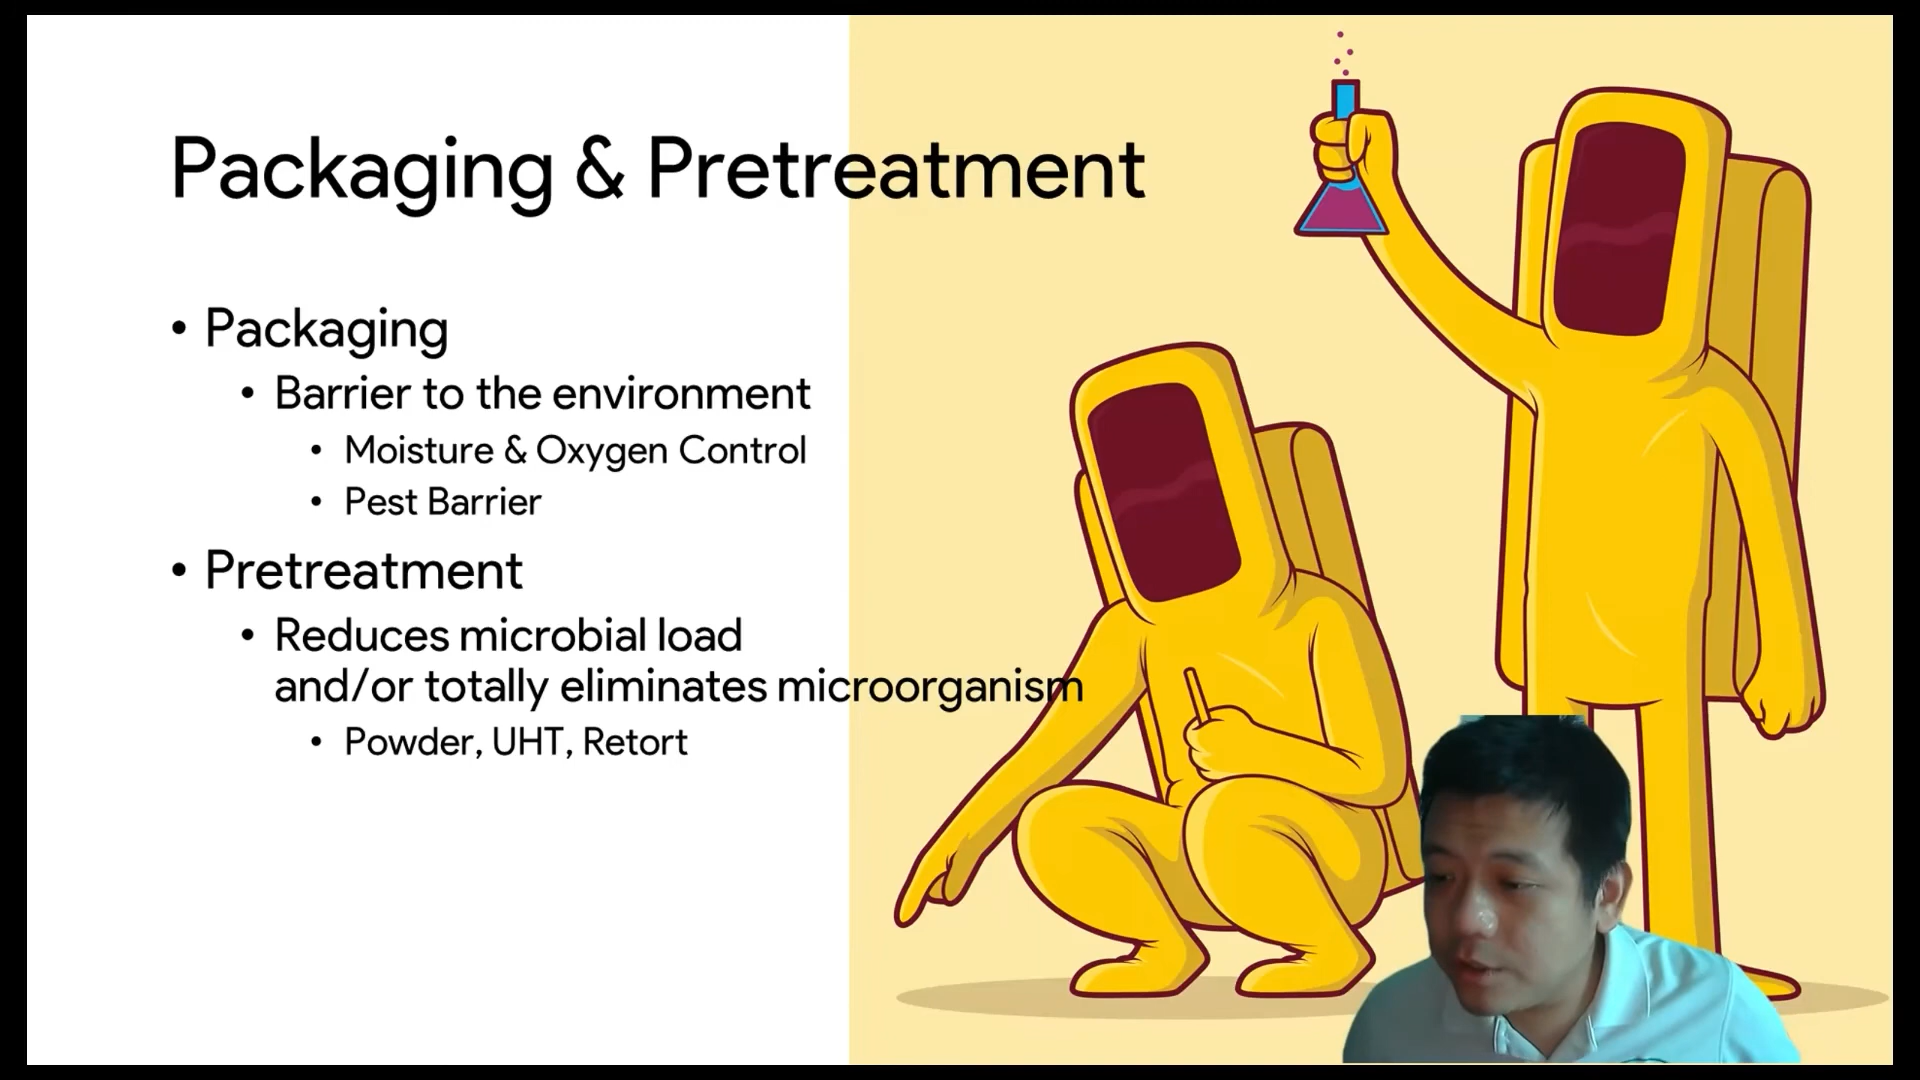 Packaging & Pretreatment
• Packaging
• Barrier to the environment
• Moisture & Oxygen Control
• Pest Barrier
• Pretreatment
• Reduces microbial load
and/or totally eliminates microorganism
• Powder, UHT, Retort